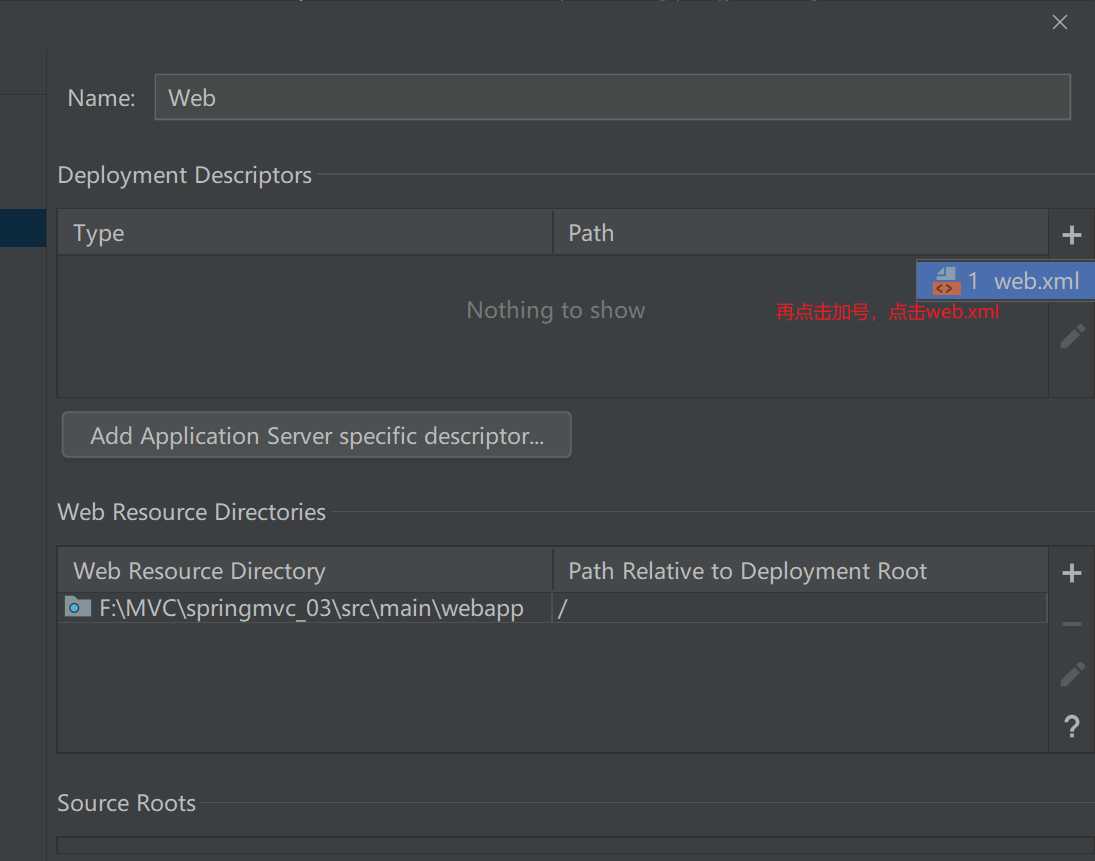 Name: Web
Deployment Descriptors
Type Path
1 web.xml
Nothing to show
再点击加号，点击web.xml
Add Application Server specific descriptor...
Web Resource Directories
Web Resource Directory Path Relative to Deployment Root
F:\MVC\springmvc_03\src\main\webapp /
?
Source Roots